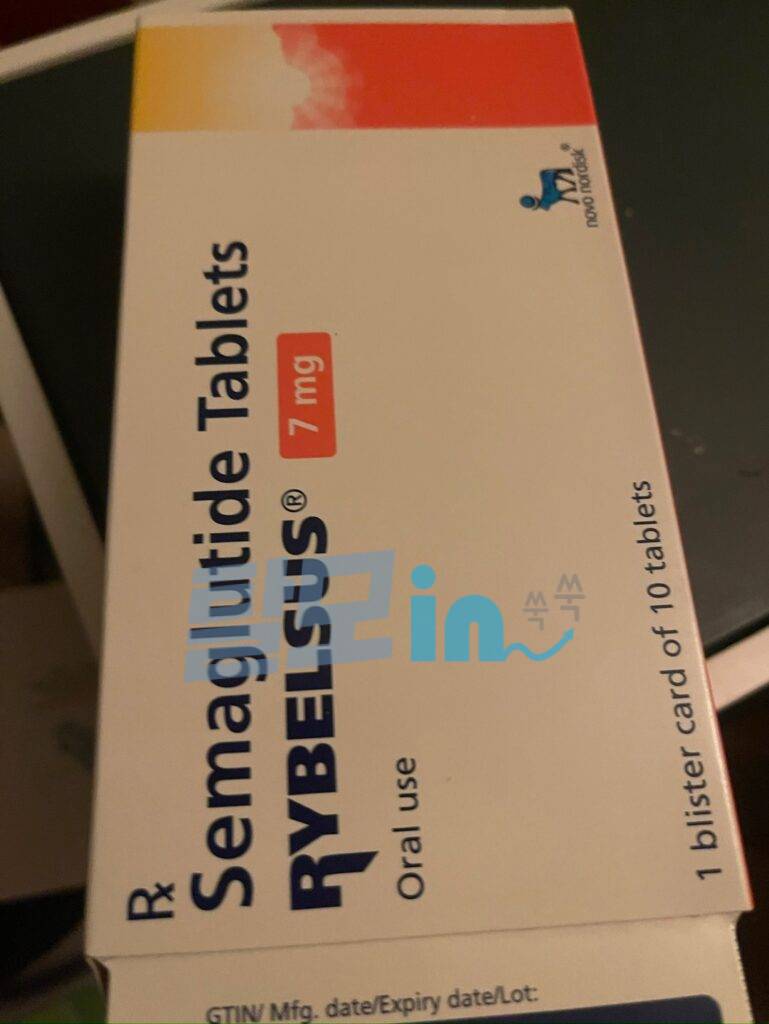 Rx
Semaglutide Tablets
RYBELSUS® 7 mg
Oral use
1 blister card of 10 tablets
novo nordisk®
in
GTIN/ Mfg. date/Expiry date/Lot: